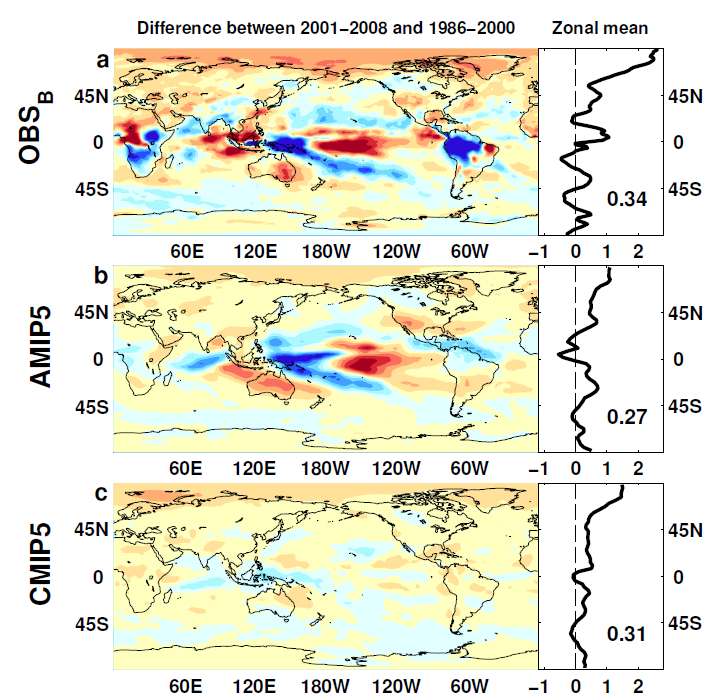 Difference between 2001−2008 and 1986−2000 Zonal mean
a
OBS_B
45N
0
45S
45N
0
45S
0.34
60E 120E 180W 120W 60W −1 0 1 2
b
AMIP5
45N
0
45S
45N
0
45S
0.27
60E 120E 180W 120W 60W −1 0 1 2
c
CMIP5
45N
0
45S
45N
0
45S
0.31
60E 120E 180W 120W 60W −1 0 1 2